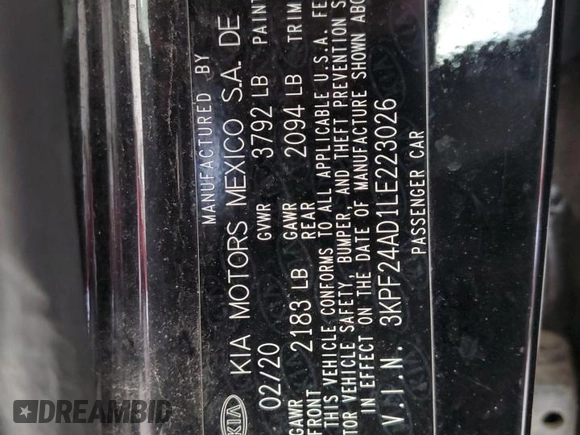 MANUFACTURED BY
KIA KIA MOTORS MEXICO S.A. DE
02/20 GVWR 3792 LB PAINT
GAWR FRONT 2183 LB GAWR REAR 2094 LB TRIM
THIS VEHICLE CONFORMS TO ALL APPLICABLE U.S.A. FE
TOR VEHICLE SAFETY, BUMPER, AND THEFT PREVENTION S
IN EFFECT ON THE DATE OF MANUFACTURE SHOWN ABO
V.I.N. 3KPF24AD1LE223026
PASSENGER CAR
DREAMBID